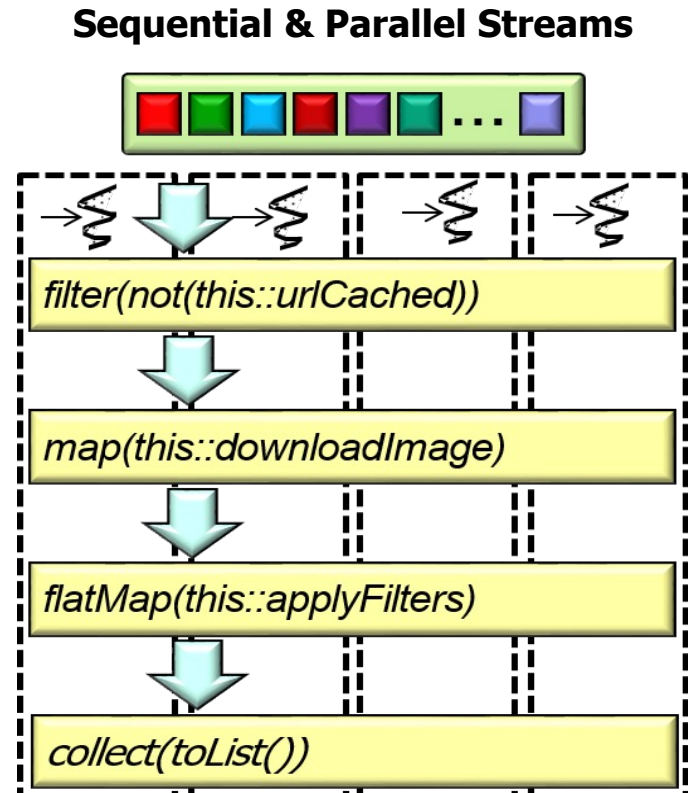 Sequential & Parallel Streams
...
filter(not(this::urlCached))
map(this::downloadImage)
flatMap(this::applyFilters)
collect(toList())